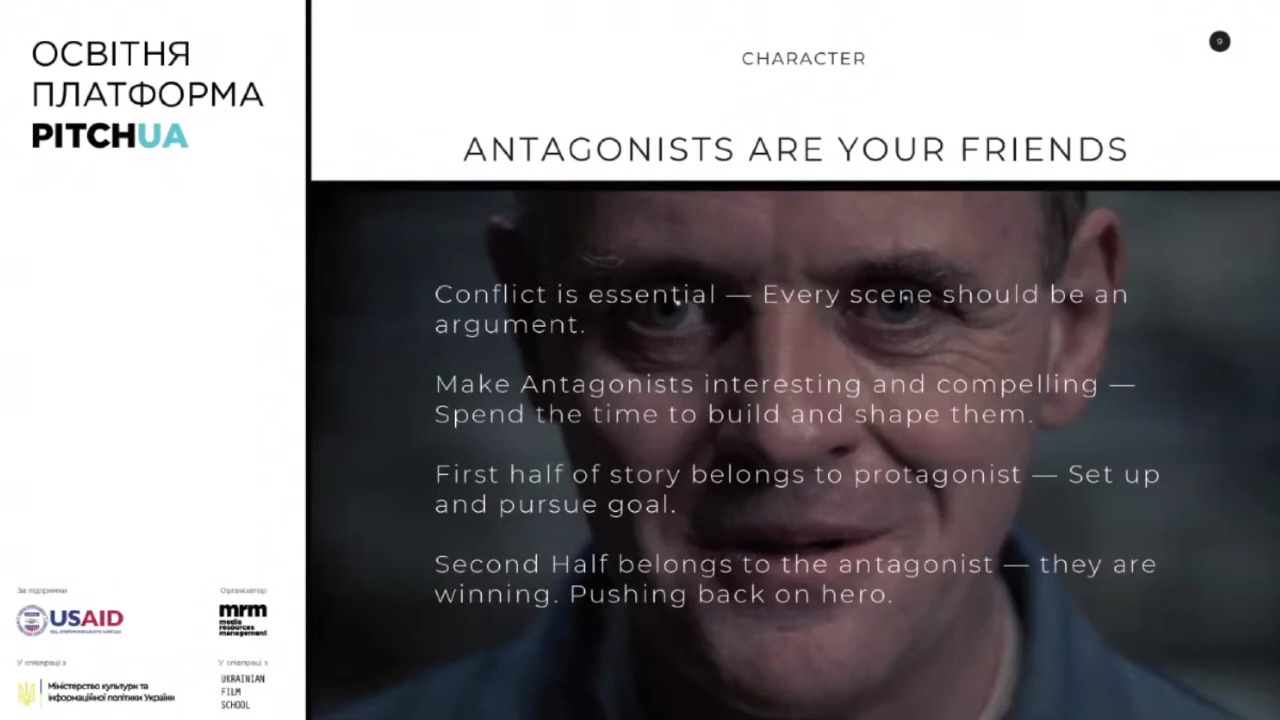 ОСВІТНЯ
ПЛАТФОРМА
PITCHUA
CHARACTER
9
ANTAGONISTS ARE YOUR FRIENDS
Conflict is essential — Every scene should be an
argument.
Make Antagonists interesting and compelling —
Spend the time to build and shape them.
First half of story belongs to protagonist — Set up
and pursue goal.
Second Half belongs to the antagonist — they are
winning. Pushing back on hero.
За підтримки
USAID
Організатор
mrm
media
resources
management
У співпраці з
Міністерство культури та
інформаційної політики України
У співпраці з
UKRAINIAN
FILM
SCHOOL